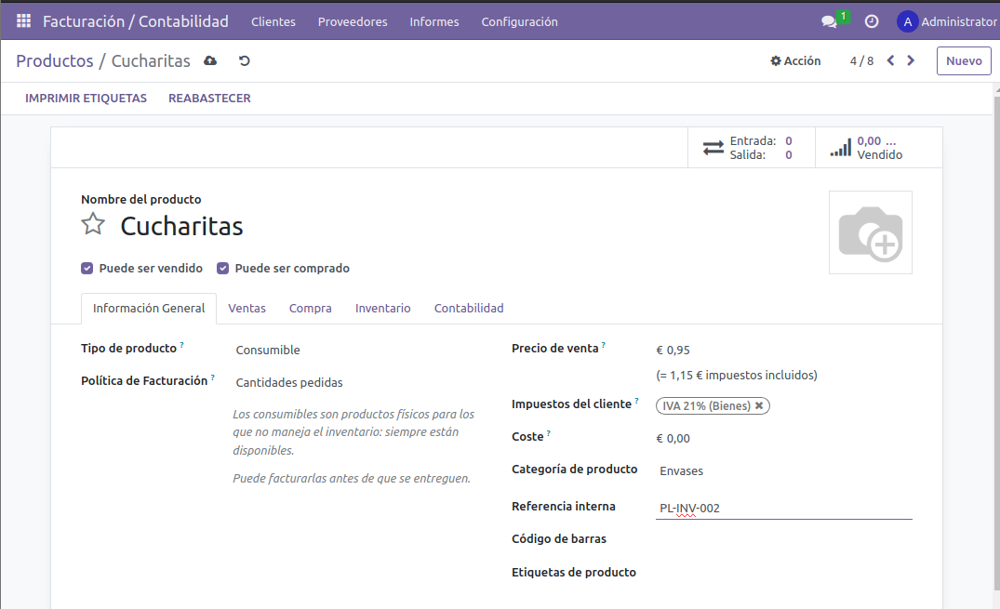 Facturación / Contabilidad Clientes Proveedores Informes Configuración 1 A Administrator
Productos / Cucharitas Acción 4 / 8 Nuevo
IMPRIMIR ETIQUETAS REABASTECER
Entrada: 0
Salida: 0
0,00 ...
Vendido
Nombre del producto
Cucharitas
Puede ser vendido Puede ser comprado
Información General Ventas Compra Inventario Contabilidad
Tipo de producto ? Consumible
Política de Facturación ? Cantidades pedidas
Los consumibles son productos físicos para los
que no maneja el inventario: siempre están
disponibles.
Puede facturarlas antes de que se entreguen.
Precio de venta ? € 0,95
(= 1,15 € impuestos incluidos)
Impuestos del cliente ? IVA 21% (Bienes) ✖
Coste ? € 0,00
Categoría de producto Envases
Referencia interna PL-INV-002
Código de barras
Etiquetas de producto